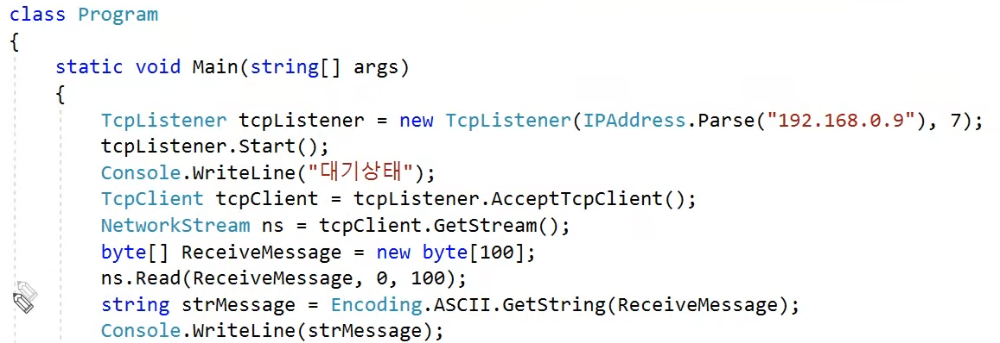 class Program
{
static void Main(string[] args)
{
TcpListener tcpListener = new TcpListener(IPAddress.Parse("192.168.0.9"), 7);
tcpListener.Start();
Console.WriteLine("대기상태");
TcpClient tcpClient = tcpListener.AcceptTcpClient();
NetworkStream ns = tcpClient.GetStream();
byte[] ReceiveMessage = new byte[100];
ns.Read(ReceiveMessage, 0, 100);
string strMessage = Encoding.ASCII.GetString(ReceiveMessage);
Console.WriteLine(strMessage);